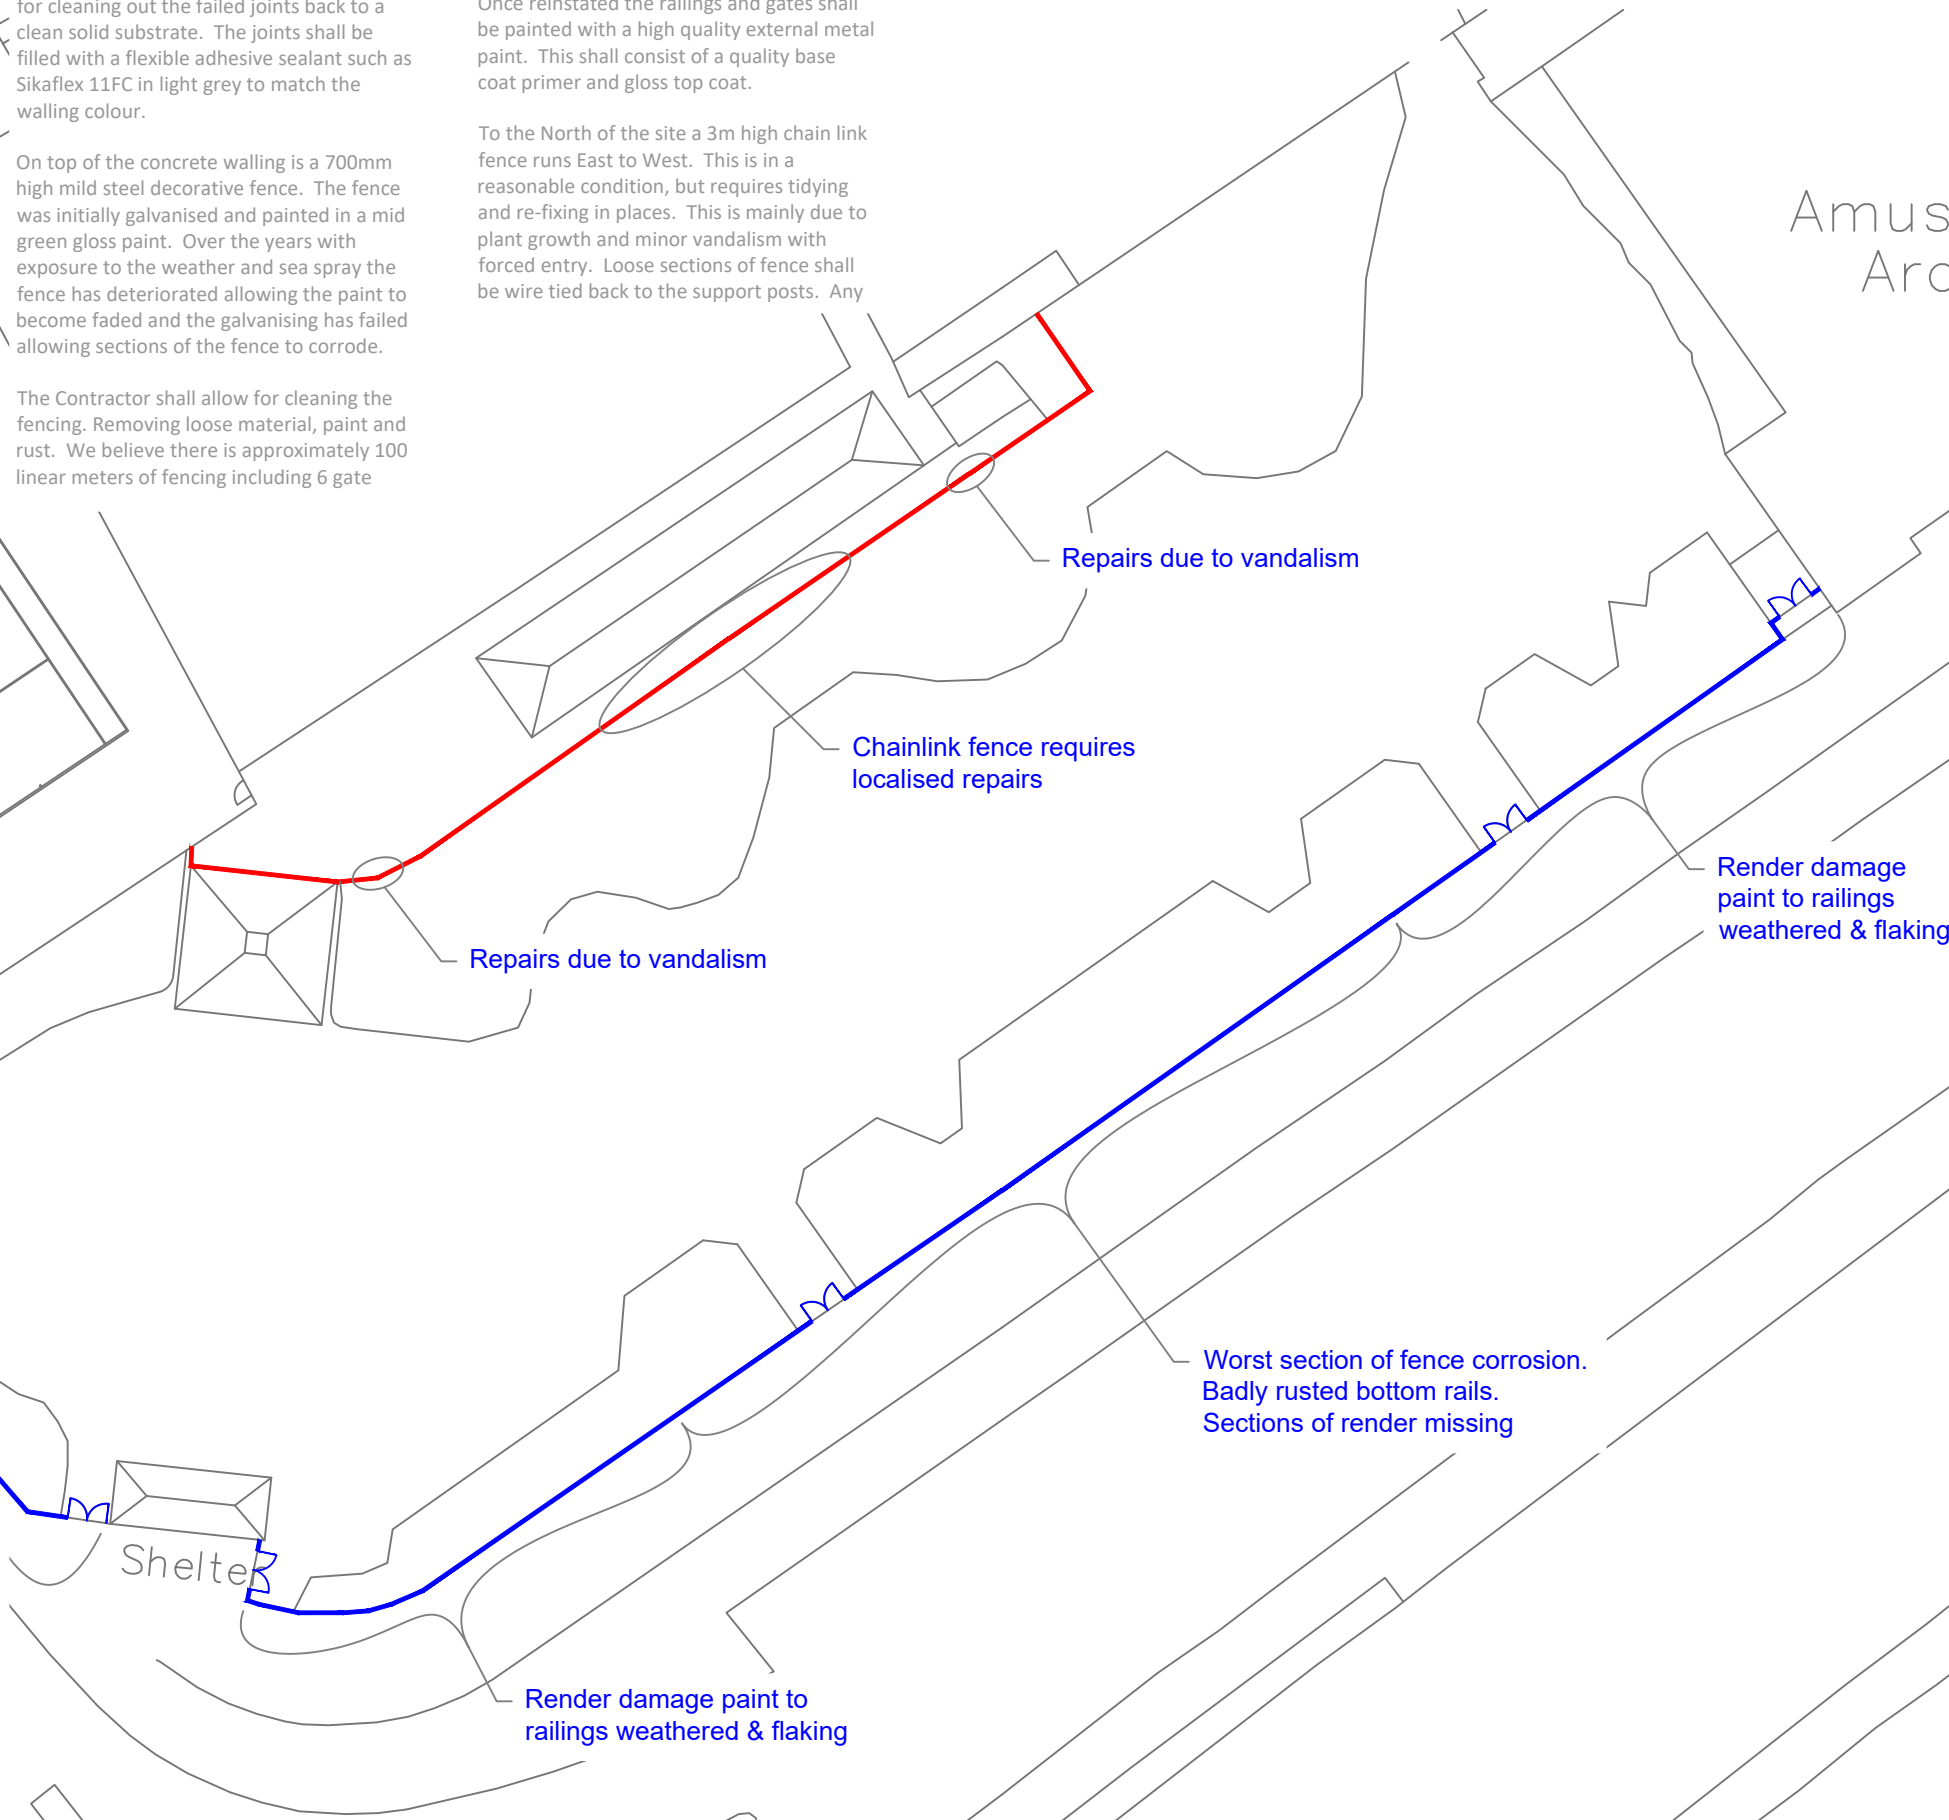 for cleaning out the failed joints back to a
clean solid substrate.  The joints shall be
filled with a flexible adhesive sealant such as
Sikaflex 11FC in light grey to match the
walling colour.
On top of the concrete walling is a 700mm
high mild steel decorative fence.  The fence
was initially galvanised and painted in a mid
green gloss paint.  Over the years with
exposure to the weather and sea spray the
fence has deteriorated allowing the paint to
become faded and the galvanising has failed
allowing sections of the fence to corrode.
The Contractor shall allow for cleaning the
fencing. Removing loose material, paint and
rust.  We believe there is approximately 100
linear meters of fencing including 6 gate
Once reinstated the railings and gates shall
be painted with a high quality external metal
paint.  This shall consist of a quality base
coat primer and gloss top coat.
To the North of the site a 3m high chain link
fence runs East to West.  This is in a
reasonable condition, but requires tidying
and re-fixing in places.  This is mainly due to
plant growth and minor vandalism with
forced entry.  Loose sections of fence shall
be wire tied back to the support posts.  Any
Amus
Arc
Repairs due to vandalism
Chainlink fence requires
localised repairs
Render damage
paint to railings
weathered & flaking
Repairs due to vandalism
Worst section of fence corrosion.
Badly rusted bottom rails.
Sections of render missing
Shelter
Render damage paint to
railings weathered & flaking